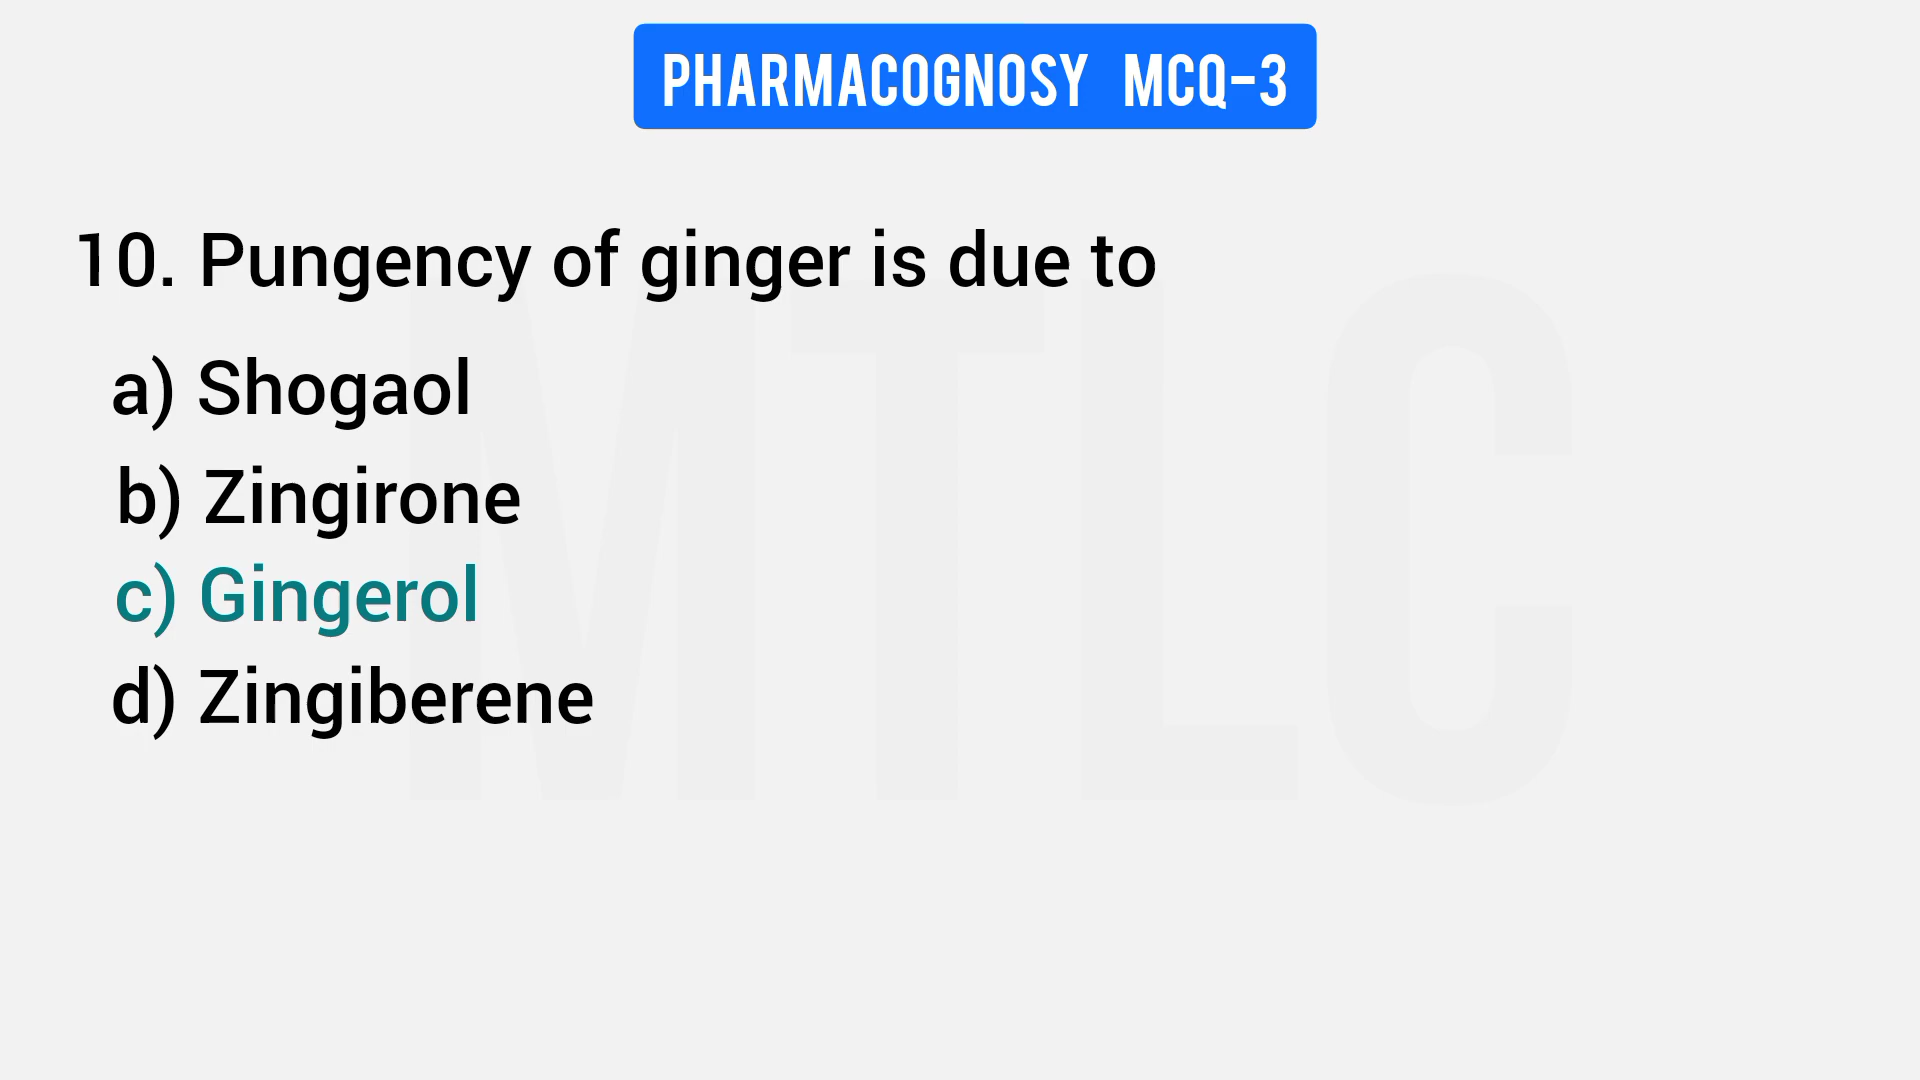 PHARMACOGNOSY MCQ-3
10. Pungency of ginger is due to
a) Shogaol
b) Zingirone
c) Gingerol
d) Zingiberene
MTLC